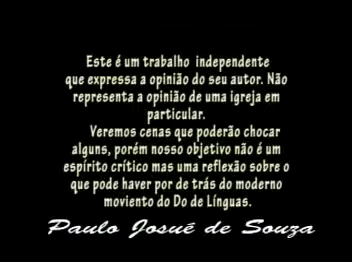 Este é um trabalho independente
que expressa a opinião do seu autor. Não
representa a opinião de uma igreja em
particular.
Veremos cenas que poderão chocar
alguns, porém nosso objetivo não é um
espírito crítico mas uma reflexão sobre o
que pode haver por de trás do moderno
moviento do Do de Línguas.
Paulo Josué de Souza